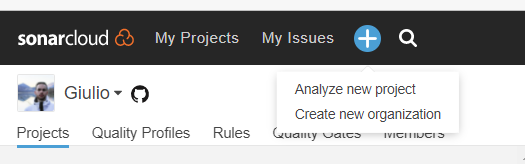 sonarcloud My Projects My Issues
Analyze new project
Giulio
Create new organization
Projects Quality Profiles Rules Quality Gates Members